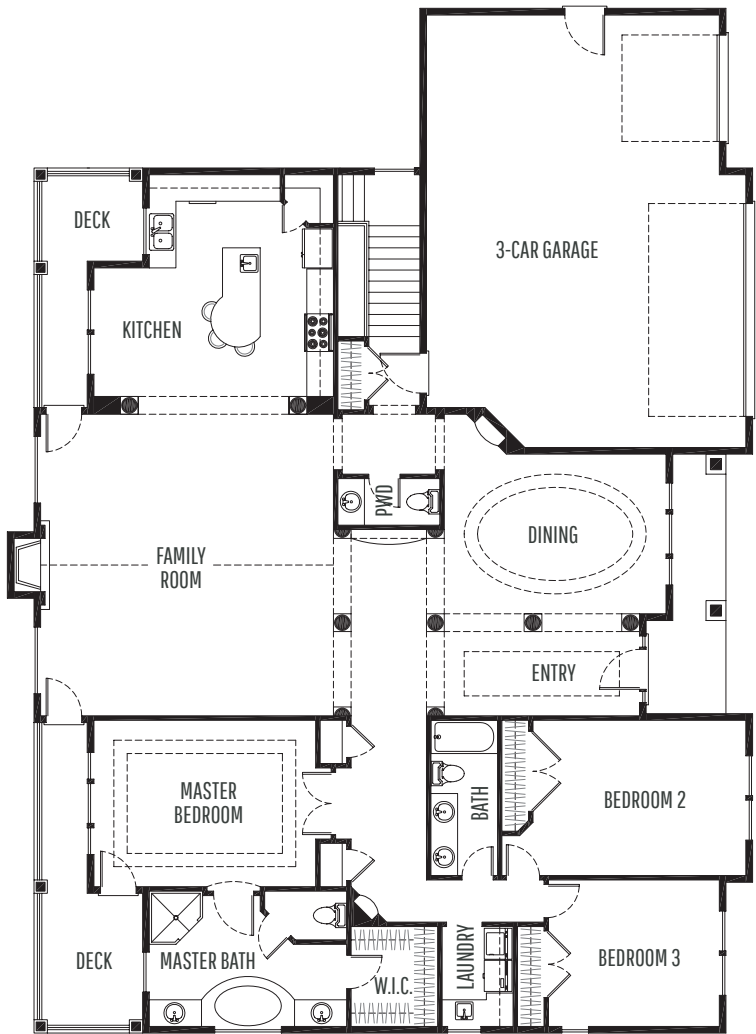 DECK
3-CAR GARAGE
KITCHEN
PWD
DINING
FAMILY
ROOM
ENTRY
MASTER
BEDROOM
BATH
BEDROOM 2
DECK
MASTER BATH
W.I.C.
LAUNDRY
BEDROOM 3